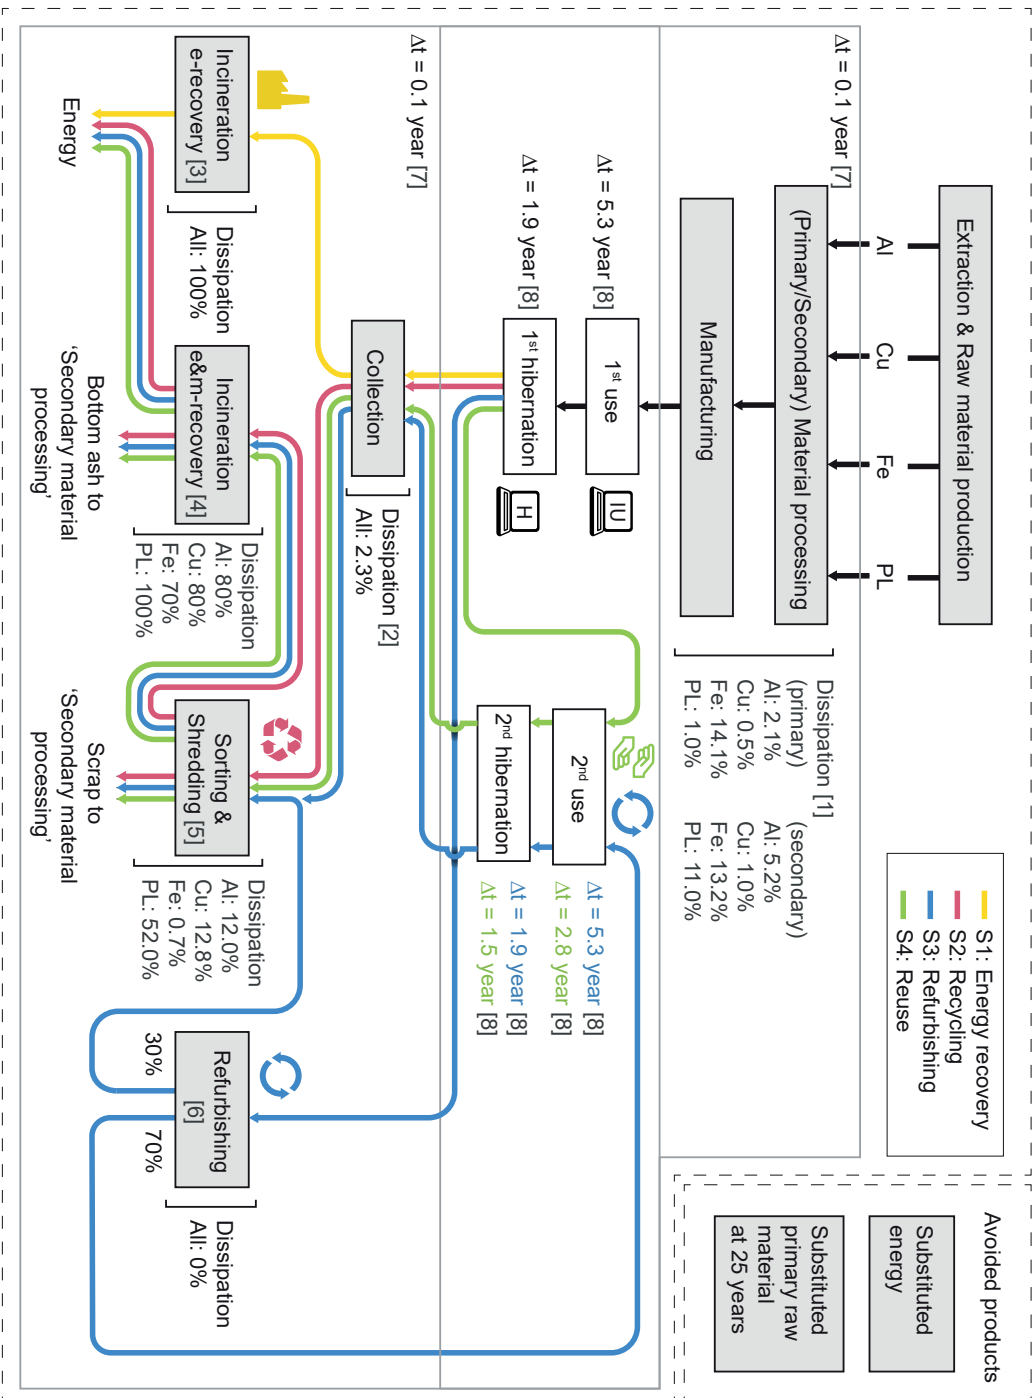 Extraction & Raw material production
Al
Cu
Fe
PL
Δt = 0.1 year [7]
(Primary/Secondary) Material processing
Manufacturing
Dissipation [1]
(primary)
Al: 2.1%
Cu: 0.5%
Fe: 14.1%
PL: 1.0%
(secondary)
Al: 5.2%
Cu: 1.0%
Fe: 13.2%
PL: 11.0%
S1: Energy recovery
S2: Recycling
S3: Refurbishing
S4: Reuse
Avoided products
Substituted
energy
Substituted
primary raw
material
at 25 years
Δt = 5.3 year [8]
1st use
IU
Δt = 1.9 year [8]
1st hibernation
H
2nd use
2nd hibernation
Δt = 5.3 year [8]
Δt = 2.8 year [8]
Δt = 1.9 year [8]
Δt = 1.5 year [8]
Δt = 0.1 year [7]
Collection
Dissipation [2]
All: 2.3%
Incineration
e-recovery [3]
Dissipation
All: 100%
Incineration
e&m-recovery [4]
Dissipation
Al: 80%
Cu: 80%
Fe: 70%
PL: 100%
Sorting &
Shredding [5]
Dissipation
Al: 12.0%
Cu: 12.8%
Fe: 0.7%
PL: 52.0%
Refurbishing
[6]
Dissipation
All: 0%
30%
70%
Energy
Bottom ash to
‘Secondary material
processing’
Scrap to
‘Secondary material
processing’